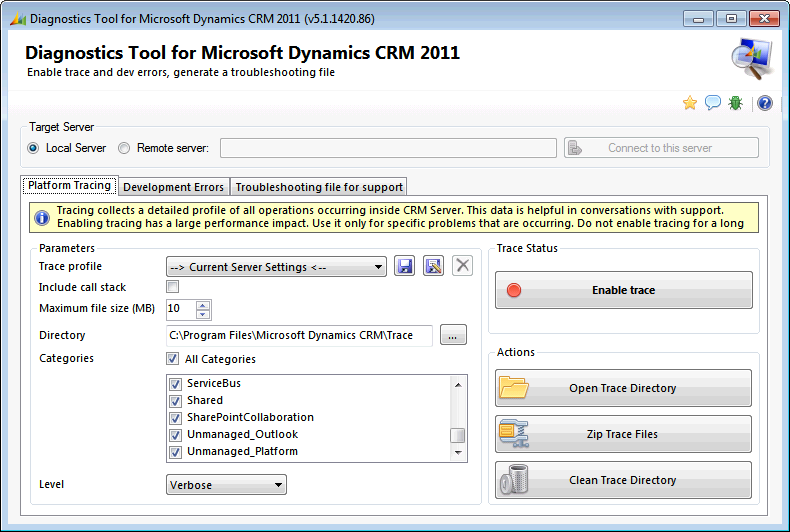 Diagnostics Tool for Microsoft Dynamics CRM 2011 (v5.1.1420.86)
Diagnostics Tool for Microsoft Dynamics CRM 2011
Enable trace and dev errors, generate a troubleshooting file
Target Server
Local Server
Remote server:
Connect to this server
Platform Tracing
Development Errors
Troubleshooting file for support
Tracing collects a detailed profile of all operations occurring inside CRM Server. This data is helpful in conversations with support.
Enabling tracing has a large performance impact. Use it only for specific problems that are occurring. Do not enable tracing for a long
Parameters
Trace profile
--> Current Server Settings <--
Include call stack
Maximum file size (MB)
10
Directory
C:\Program Files\Microsoft Dynamics CRM\Trace
...
Categories
All Categories
ServiceBus
Shared
SharePointCollaboration
Unmanaged_Outlook
Unmanaged_Platform
Level
Verbose
Trace Status
Enable trace
Actions
Open Trace Directory
Zip Trace Files
Clean Trace Directory